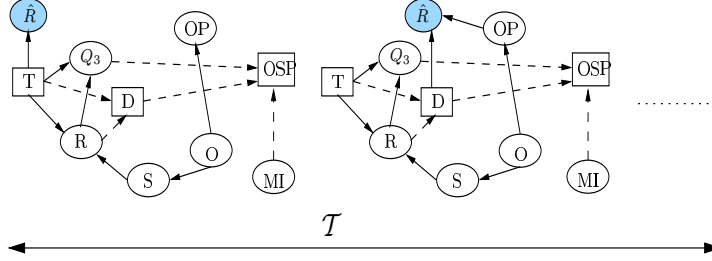 R̂ OP R̂ OP
Q₃ Q₃
T OSP T OSP
D D
R O R O
S MI S MI
..........
𝒯